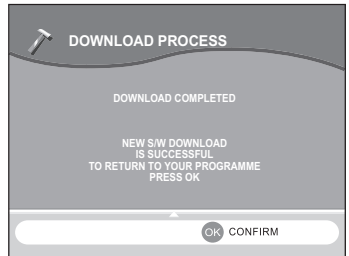 DOWNLOAD PROCESS
DOWNLOAD COMPLETED
NEW S/W DOWNLOAD
IS SUCCESSFUL
TO RETURN TO YOUR PROGRAMME
PRESS OK
OK CONFIRM